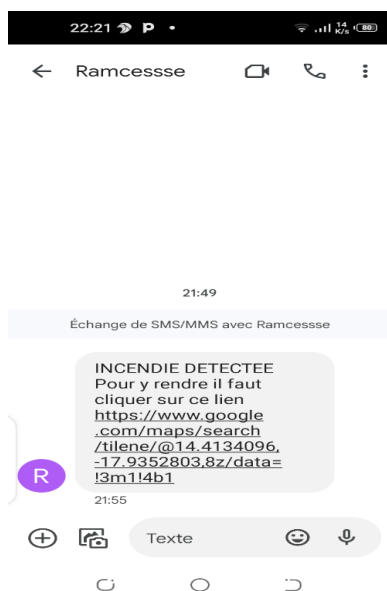 22:21 P •
14 K/s 80
Ramcessse
21:49
Échange de SMS/MMS avec Ramcessse
INCENDIE DETECTEE
Pour y rendre il faut
cliquer sur ce lien
https://www.google
.com/maps/search
/tilene/@14.4134096,
-17.9352803,8z/data=
!3m1!4b1
R
21:55
Texte